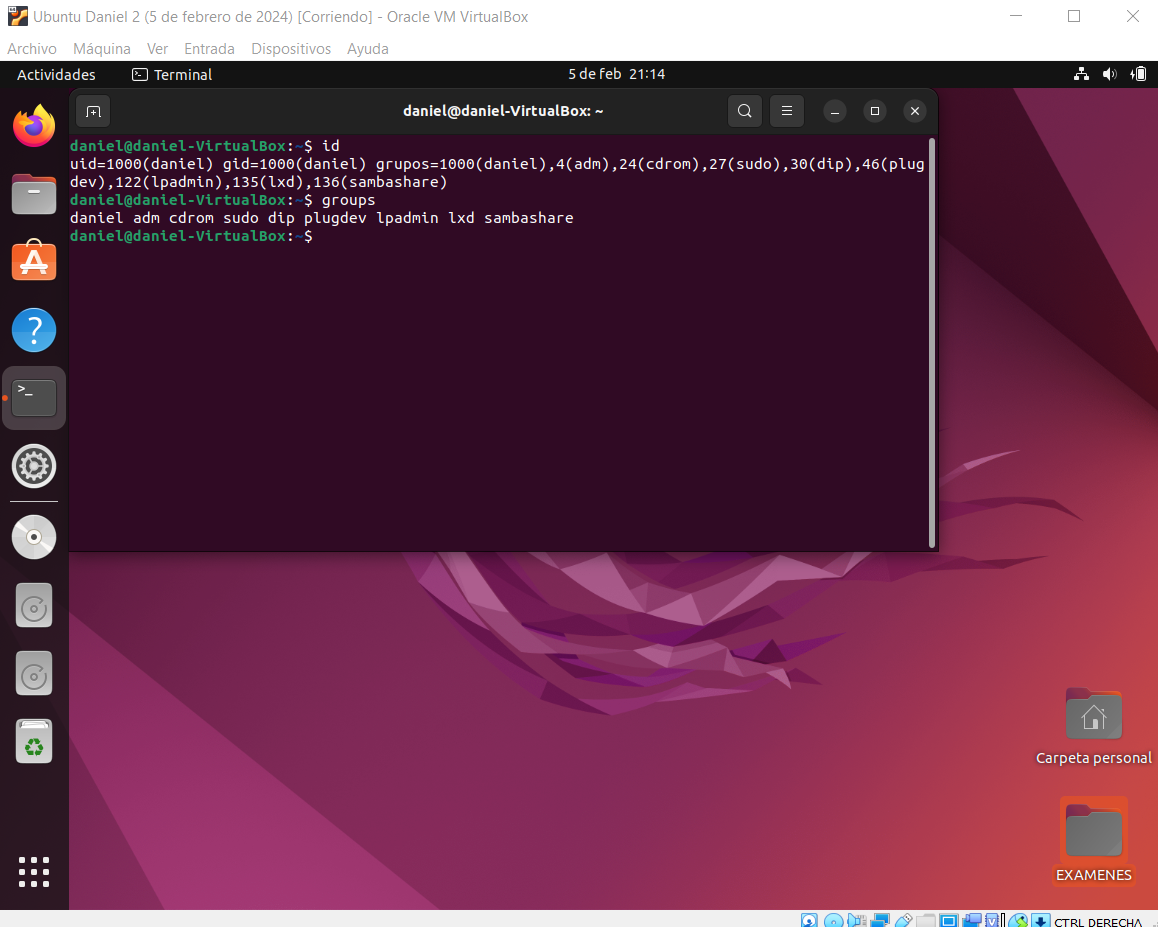 Ubuntu Daniel 2 (5 de febrero de 2024) [Corriendo] - Oracle VM VirtualBox
Archivo Máquina Ver Entrada Dispositivos Ayuda
Actividades Terminal 5 de feb 21:14
daniel@daniel-VirtualBox: ~
daniel@daniel-VirtualBox:~$ id
uid=1000(daniel) gid=1000(daniel) grupos=1000(daniel),4(adm),24(cdrom),27(sudo),30(dip),46(plug
dev),122(lpadmin),135(lxd),136(sambashare)
daniel@daniel-VirtualBox:~$ groups
daniel adm cdrom sudo dip plugdev lpadmin lxd sambashare
daniel@daniel-VirtualBox:~$
Carpeta personal
EXAMENES
CTRL DERECHA